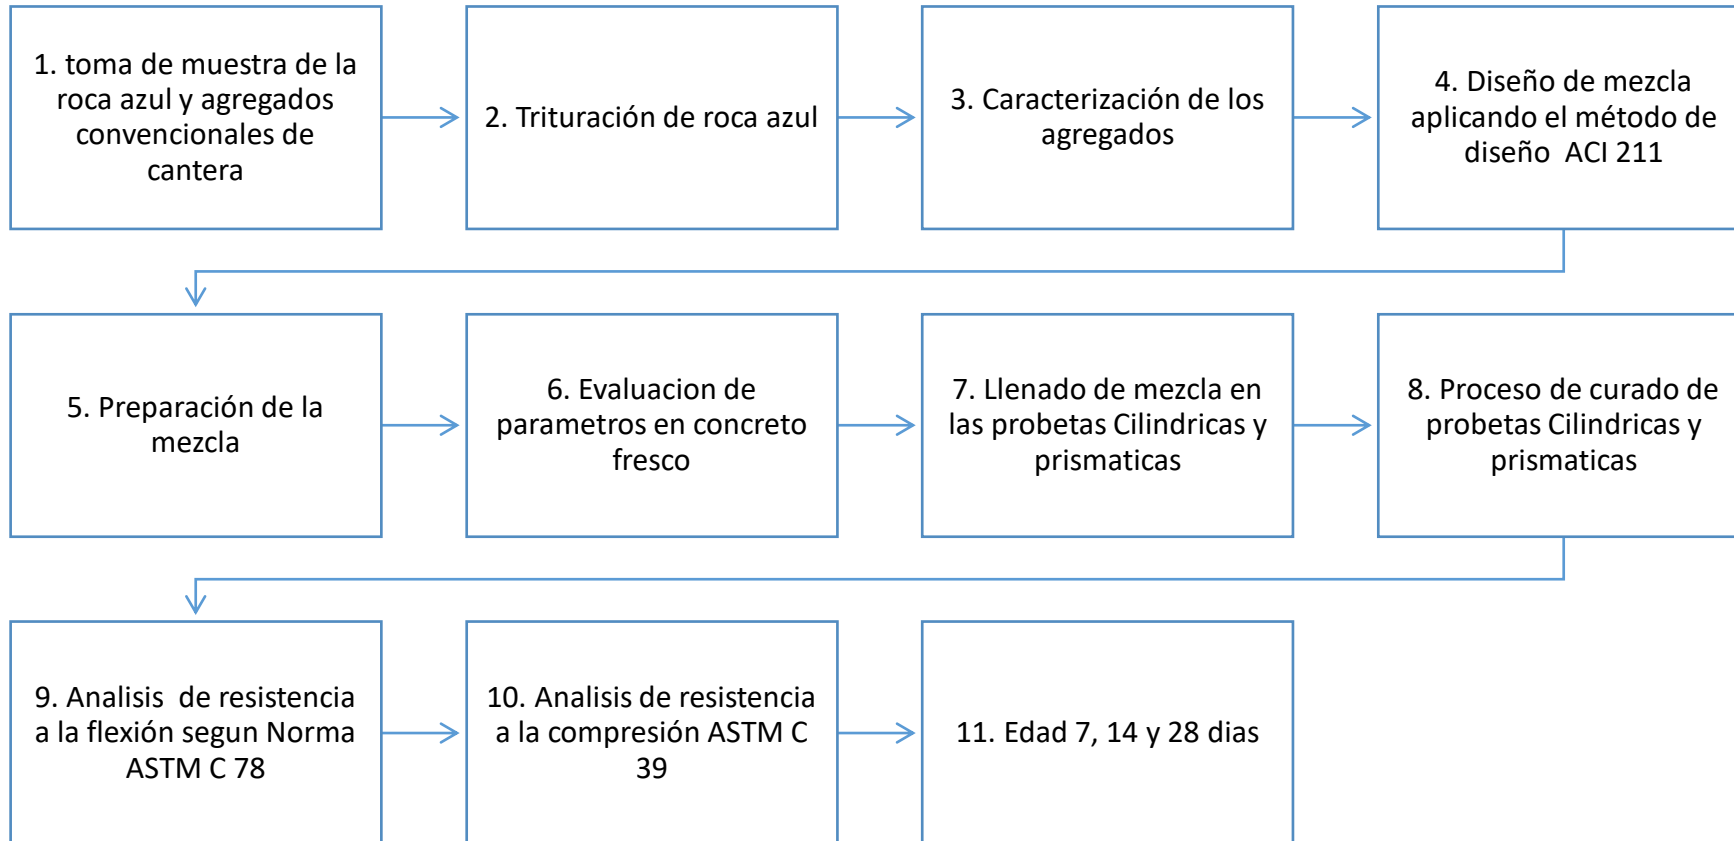 1. toma de muestra de la
roca azul y agregados
convencionales de
cantera
2. Trituración de roca azul
3. Caracterización de los
agregados
4. Diseño de mezcla
aplicando el método de
diseño  ACI 211
5. Preparación de la
mezcla
6. Evaluacion de
parametros en concreto
fresco
7. Llenado de mezcla en
las probetas Cilindricas y
prismaticas
8. Proceso de curado de
probetas Cilindricas y
prismaticas
9. Analisis  de resistencia
a la flexión segun Norma
ASTM C 78
10. Analisis de resistencia
a la compresión ASTM C
39
11. Edad 7, 14 y 28 dias